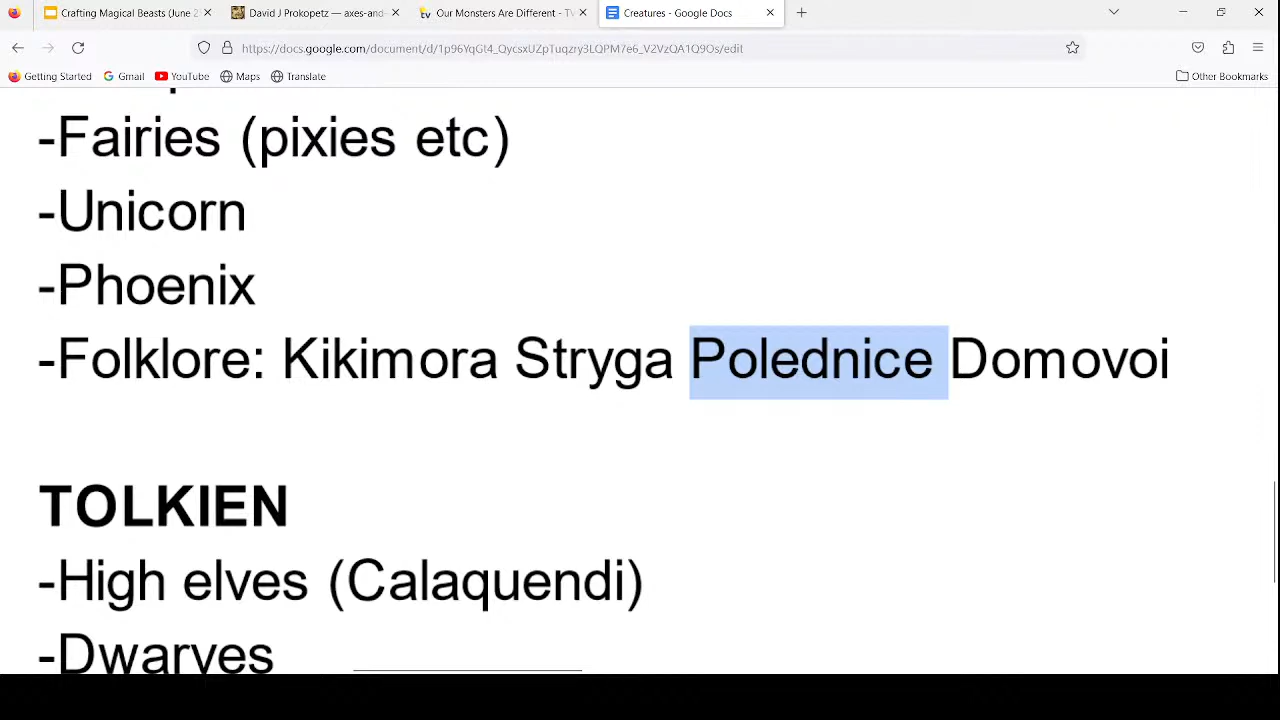 Crafting Magical Beasts (June 2
David J Prokopetz — axes-and-
Our Monsters Are Different - TV
Creatures - Google Docs
https://docs.google.com/document/d/
/edit
Getting Started
Gmail
YouTube
Maps
Translate
Other Bookmarks
-Fairies (pixies etc)
-Unicorn
-Phoenix
-Folklore: Kikimora Stryga Polednice Domovoi
TOLKIEN
-High elves (Calaquendi)
-Dwarves